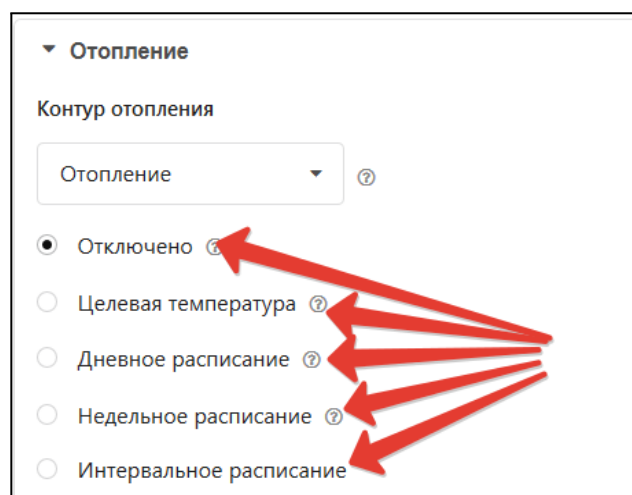 Отопление
Контур отопления
Отопление
Отключено
Целевая температура
Дневное расписание
Недельное расписание
Интервальное расписание